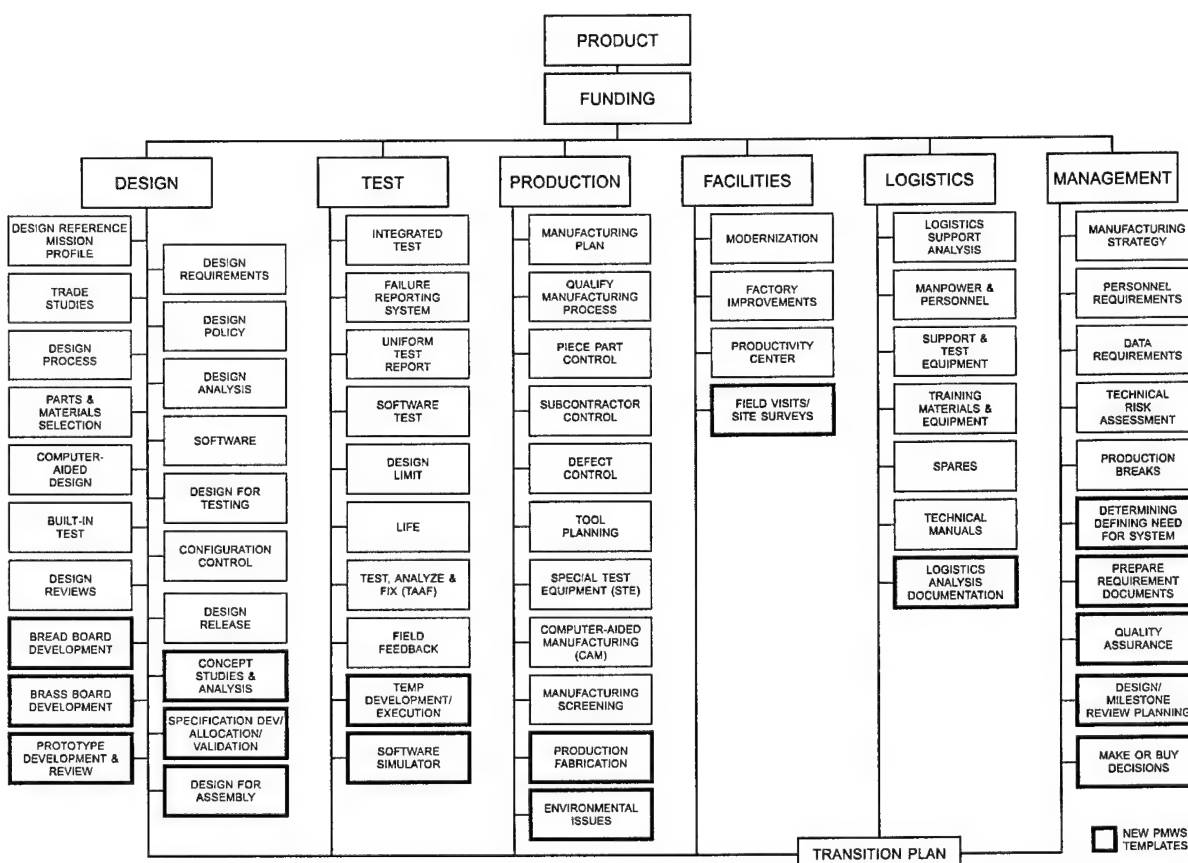 PRODUCT
FUNDING
DESIGN
TEST
PRODUCTION
FACILITIES
LOGISTICS
MANAGEMENT
DESIGN REFERENCE
MISSION
PROFILE
TRADE
STUDIES
DESIGN
PROCESS
PARTS &
MATERIALS
SELECTION
COMPUTER-
AIDED
DESIGN
BUILT-IN
TEST
DESIGN
REVIEWS
BREAD BOARD
DEVELOPMENT
BRASS BOARD
DEVELOPMENT
PROTOTYPE
DEVELOPMENT &
REVIEW
DESIGN
REQUIREMENTS
DESIGN
POLICY
DESIGN
ANALYSIS
SOFTWARE
DESIGN FOR
TESTING
CONFIGURATION
CONTROL
DESIGN
RELEASE
CONCEPT
STUDIES &
ANALYSIS
SPECIFICATION DEV/
ALLOCATION/
VALIDATION
DESIGN FOR
ASSEMBLY
INTEGRATED
TEST
FAILURE
REPORTING
SYSTEM
UNIFORM
TEST
REPORT
SOFTWARE
TEST
DESIGN
LIMIT
LIFE
TEST, ANALYZE &
FIX (TAAF)
FIELD
FEEDBACK
TEMP
DEVELOPMENT/
EXECUTION
SOFTWARE
SIMULATOR
MANUFACTURING
PLAN
QUALIFY
MANUFACTURING
PROCESS
PIECE PART
CONTROL
SUBCONTRACTOR
CONTROL
DEFECT
CONTROL
TOOL
PLANNING
SPECIAL TEST
EQUIPMENT (STE)
COMPUTER-AIDED
MANUFACTURING
(CAM)
MANUFACTURING
SCREENING
PRODUCTION
FABRICATION
ENVIRONMENTAL
ISSUES
MODERNIZATION
FACTORY
IMPROVEMENTS
PRODUCTIVITY
CENTER
FIELD VISITS/
SITE SURVEYS
LOGISTICS
SUPPORT
ANALYSIS
MANPOWER &
PERSONNEL
SUPPORT &
TEST
EQUIPMENT
TRAINING
MATERIALS &
EQUIPMENT
SPARES
TECHNICAL
MANUALS
LOGISTICS
ANALYSIS
DOCUMENTATION
MANUFACTURING
STRATEGY
PERSONNEL
REQUIREMENTS
DATA
REQUIREMENTS
TECHNICAL
RISK
ASSESSMENT
PRODUCTION
BREAKS
DETERMINING
DEFINING NEED
FOR SYSTEM
PREPARE
REQUIREMENT
DOCUMENTS
QUALITY
ASSURANCE
DESIGN/
MILESTONE
REVIEW PLANNING
MAKE OR BUY
DECISIONS
TRANSITION PLAN
NEW PMWS
TEMPLATES